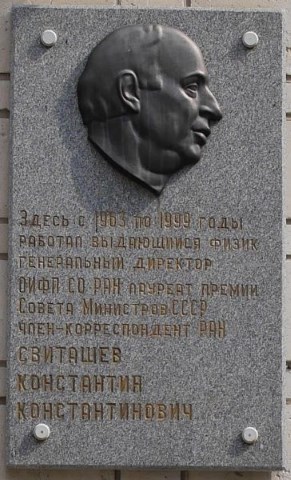 Здесь с 1963 по 1999 годы
работал выдающийся физик
генеральный директор
ОИФП СО РАН лауреат премии
Совета Министров СССР
член-корреспондент РАН
Свиташев
Константин
Константинович